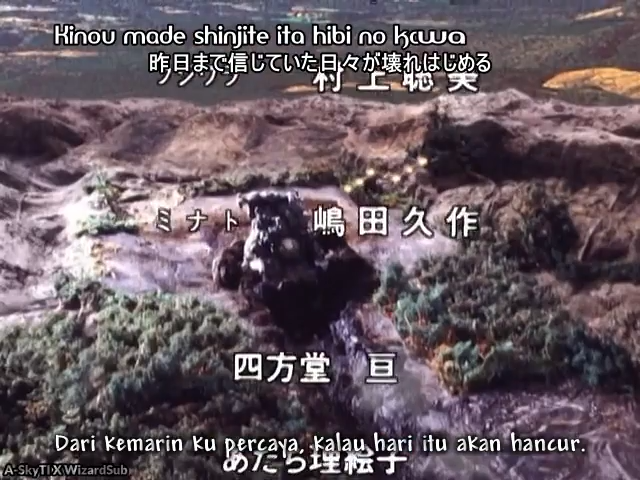 Kinou made shinjite ita hibi no kowa
昨日まで信じていた日々が壊れはじめる
村上聡美
ミナト 嶋田久作
四方堂 亘
Dari Kemarin Ku percaya, Kalau hari itu akan hancur.
めたち理絵子
A-SkyTI X WizardSub